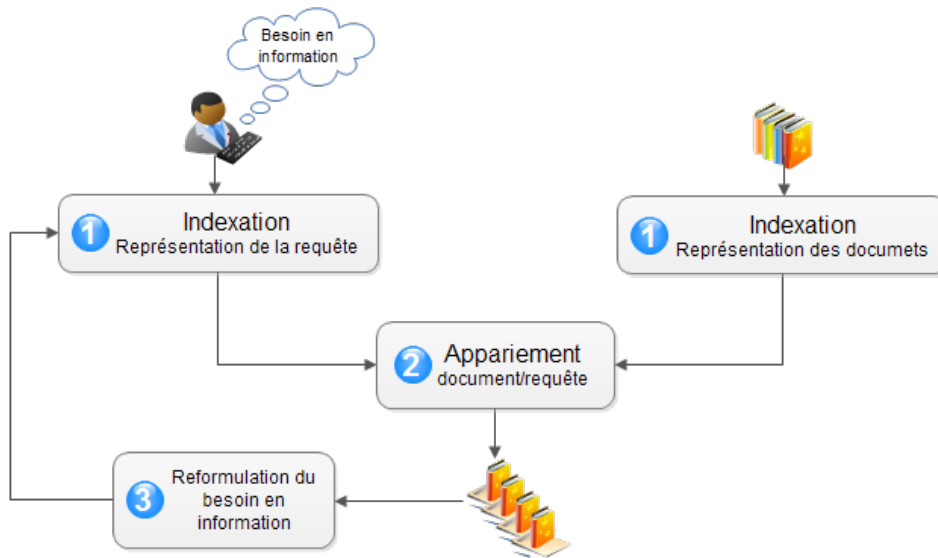 Besoin en
information
1
Indexation
Représentation de la requête
1
Indexation
Représentation des documets
2
Appariement
document/requête
3
Reformulation du
besoin en
information